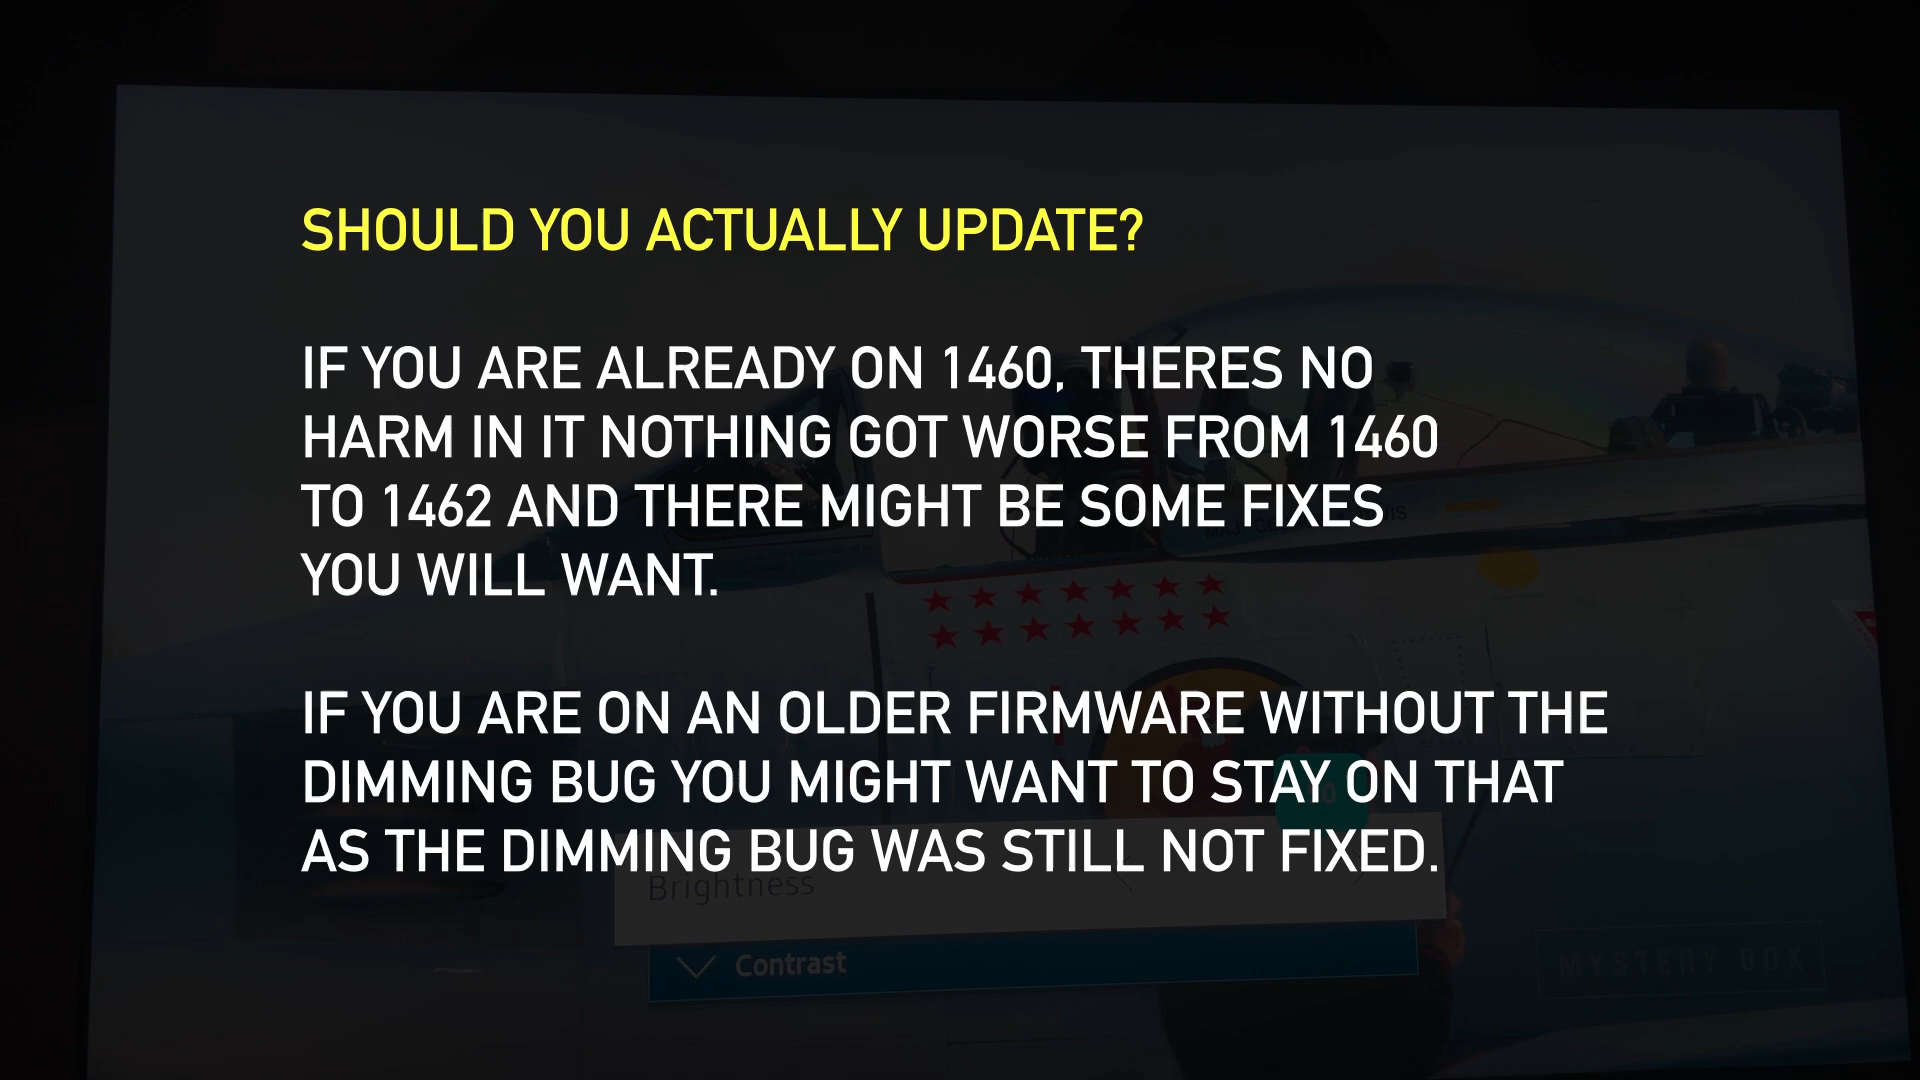 SHOULD YOU ACTUALLY UPDATE?
IF YOU ARE ALREADY ON 1460, THERES NO
HARM IN IT NOTHING GOT WORSE FROM 1460
TO 1462 AND THERE MIGHT BE SOME FIXES
YOU WILL WANT.
IF YOU ARE ON AN OLDER FIRMWARE WITHOUT THE
DIMMING BUG YOU MIGHT WANT TO STAY ON THAT
AS THE DIMMING BUG WAS STILL NOT FIXED.
Brightness
Contrast
MYSTERY BOX